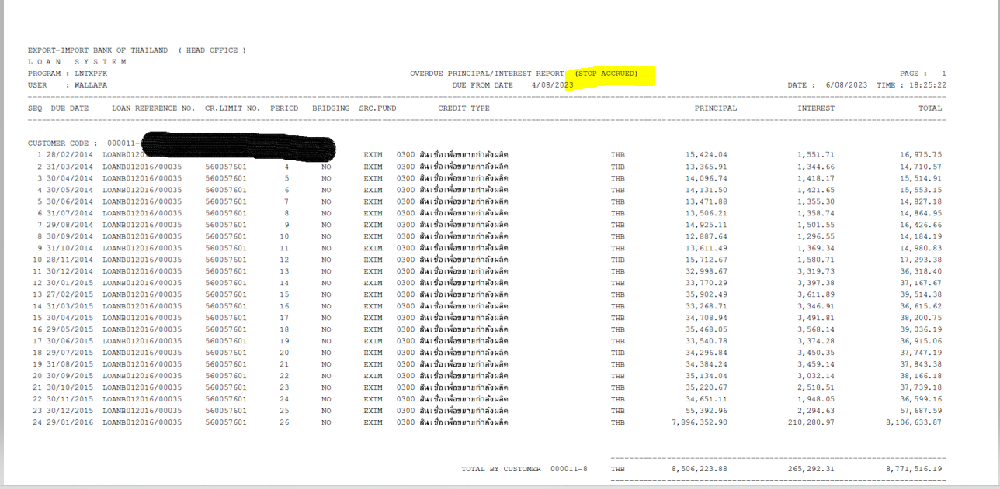 EXPORT-IMPORT BANK OF THAILAND ( HEAD OFFICE )
L O A N S Y S T E M
PROGRAM : LNTXPFK OVERDUE PRINCIPAL/INTEREST REPORT (STOP ACCRUED) PAGE : 1
USER : WALLAPA DUE FROM DATE 4/08/2023 DATE : 6/08/2023 TIME : 18:25:22
SEQ DUE DATE LOAN REFERENCE NO. CR.LIMIT NO. PERIOD BRIDGING SRC.FUND CREDIT TYPE PRINCIPAL INTEREST TOTAL
CUSTOMER CODE : 000011-
1 28/02/2014 LOANB012 EXIM 0300 สินเชื่อเพื่อขยายกำลังผลิต THB 15,424.04 1,551.71 16,975.75
2 31/03/2014 LOANB012016/00035 560057601 4 NO EXIM 0300 สินเชื่อเพื่อขยายกำลังผลิต THB 13,365.91 1,344.66 14,710.57
3 30/04/2014 LOANB012016/00035 560057601 5 NO EXIM 0300 สินเชื่อเพื่อขยายกำลังผลิต THB 14,096.74 1,418.17 15,514.91
4 30/05/2014 LOANB012016/00035 560057601 6 NO EXIM 0300 สินเชื่อเพื่อขยายกำลังผลิต THB 14,131.50 1,421.65 15,553.15
5 30/06/2014 LOANB012016/00035 560057601 7 NO EXIM 0300 สินเชื่อเพื่อขยายกำลังผลิต THB 13,471.88 1,355.30 14,827.18
6 31/07/2014 LOANB012016/00035 560057601 8 NO EXIM 0300 สินเชื่อเพื่อขยายกำลังผลิต THB 13,506.21 1,358.74 14,864.95
7 29/08/2014 LOANB012016/00035 560057601 9 NO EXIM 0300 สินเชื่อเพื่อขยายกำลังผลิต THB 14,925.11 1,501.55 16,426.66
8 30/09/2014 LOANB012016/00035 560057601 10 NO EXIM 0300 สินเชื่อเพื่อขยายกำลังผลิต THB 12,887.64 1,296.55 14,184.19
9 31/10/2014 LOANB012016/00035 560057601 11 NO EXIM 0300 สินเชื่อเพื่อขยายกำลังผลิต THB 13,611.49 1,369.34 14,980.83
10 28/11/2014 LOANB012016/00035 560057601 12 NO EXIM 0300 สินเชื่อเพื่อขยายกำลังผลิต THB 15,712.67 1,580.71 17,293.38
11 30/12/2014 LOANB012016/00035 560057601 13 NO EXIM 0300 สินเชื่อเพื่อขยายกำลังผลิต THB 32,998.67 3,319.73 36,318.40
12 30/01/2015 LOANB012016/00035 560057601 14 NO EXIM 0300 สินเชื่อเพื่อขยายกำลังผลิต THB 33,770.29 3,397.38 37,167.67
13 27/02/2015 LOANB012016/00035 560057601 15 NO EXIM 0300 สินเชื่อเพื่อขยายกำลังผลิต THB 35,902.49 3,611.89 39,514.38
14 31/03/2015 LOANB012016/00035 560057601 16 NO EXIM 0300 สินเชื่อเพื่อขยายกำลังผลิต THB 33,268.71 3,346.91 36,615.62
15 30/04/2015 LOANB012016/00035 560057601 17 NO EXIM 0300 สินเชื่อเพื่อขยายกำลังผลิต THB 34,708.94 3,491.81 38,200.75
16 29/05/2015 LOANB012016/00035 560057601 18 NO EXIM 0300 สินเชื่อเพื่อขยายกำลังผลิต THB 35,468.05 3,568.14 39,036.19
17 30/06/2015 LOANB012016/00035 560057601 19 NO EXIM 0300 สินเชื่อเพื่อขยายกำลังผลิต THB 33,540.78 3,374.28 36,915.06
18 29/07/2015 LOANB012016/00035 560057601 20 NO EXIM 0300 สินเชื่อเพื่อขยายกำลังผลิต THB 34,296.84 3,450.35 37,747.19
19 31/08/2015 LOANB012016/00035 560057601 21 NO EXIM 0300 สินเชื่อเพื่อขยายกำลังผลิต THB 34,384.24 3,459.14 37,843.38
20 30/09/2015 LOANB012016/00035 560057601 22 NO EXIM 0300 สินเชื่อเพื่อขยายกำลังผลิต THB 35,134.04 3,032.14 38,166.18
21 30/10/2015 LOANB012016/00035 560057601 23 NO EXIM 0300 สินเชื่อเพื่อขยายกำลังผลิต THB 35,220.67 2,518.51 37,739.18
22 30/11/2015 LOANB012016/00035 560057601 24 NO EXIM 0300 สินเชื่อเพื่อขยายกำลังผลิต THB 34,651.11 1,948.05 36,599.16
23 30/12/2015 LOANB012016/00035 560057601 25 NO EXIM 0300 สินเชื่อเพื่อขยายกำลังผลิต THB 55,392.96 2,294.63 57,687.59
24 29/01/2016 LOANB012016/00035 560057601 26 NO EXIM 0300 สินเชื่อเพื่อขยายกำลังผลิต THB 7,896,352.90 210,280.97 8,106,633.87
TOTAL BY CUSTOMER 000011-8 THB 8,506,223.88 265,292.31 8,771,516.19